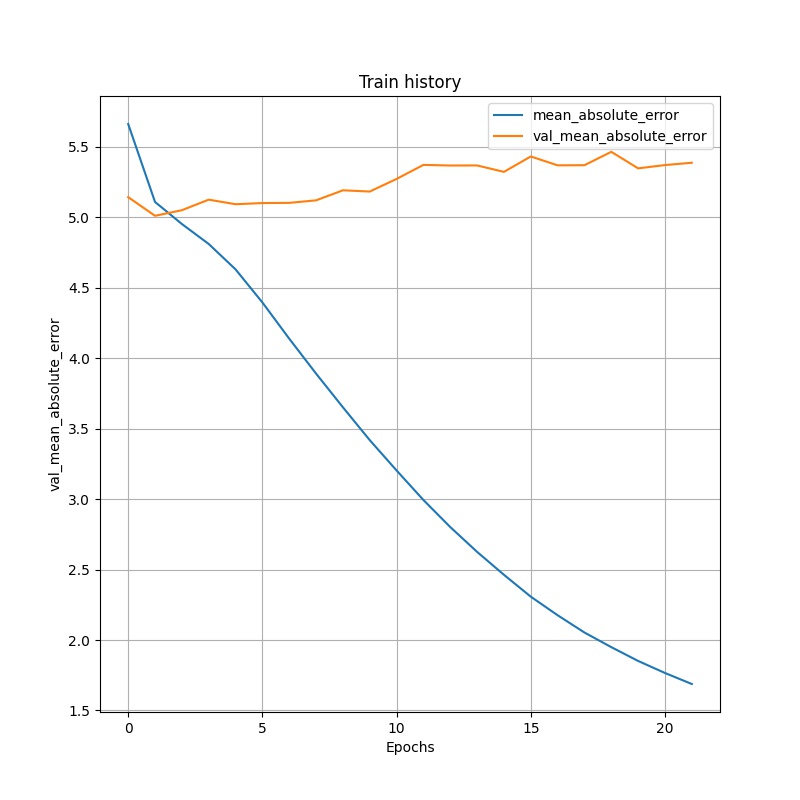 Train history
mean_absolute_error
val_mean_absolute_error
val_mean_absolute_error
5.5
5.0
4.5
4.0
3.5
3.0
2.5
2.0
1.5
0 5 10 15 20
Epochs